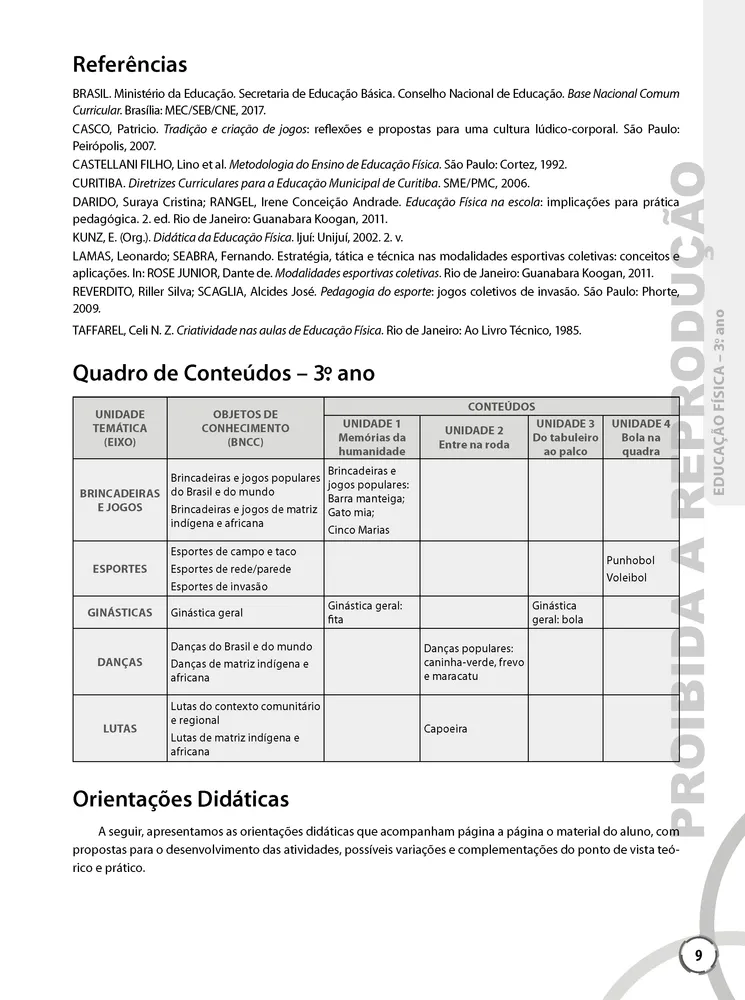 Referências
BRASIL. Ministério da Educação. Secretaria de Educação Básica. Conselho Nacional de Educação. Base Nacional Comum
Curricular. Brasília: MEC/SEB/CNE, 2017.
CASCO, Patricio. Tradição e criação de jogos: reflexões e propostas para uma cultura lúdico-corporal. São Paulo:
Peirópolis, 2007.
CASTELLANI FILHO, Lino et al. Metodologia do Ensino de Educação Física. São Paulo: Cortez, 1992.
CURITIBA. Diretrizes Curriculares para a Educação Municipal de Curitiba. SME/PMC, 2006.
DARIDO, Suraya Cristina; RANGEL, Irene Conceição Andrade. Educação Física na escola: implicações para prática
pedagógica. 2. ed. Rio de Janeiro: Guanabara Koogan, 2011.
KUNZ, E. (Org.). Didática da Educação Física. Ijuí: Unijuí, 2002. 2. v.
LAMAS, Leonardo; SEABRA, Fernando. Estratégia, tática e técnica nas modalidades esportivas coletivas: conceitos e
aplicações. In: ROSE JUNIOR, Dante de. Modalidades esportivas coletivas. Rio de Janeiro: Guanabara Koogan, 2011.
REVERDITO, Riller Silva; SCAGLIA, Alcides José. Pedagogia do esporte: jogos coletivos de invasão. São Paulo: Phorte,
2009.
TAFFAREL, Celi N. Z. Criatividade nas aulas de Educação Física. Rio de Janeiro: Ao Livro Técnico, 1985.
Quadro de Conteúdos – 3º. ano
UNIDADE
TEMÁTICA
(EIXO)
OBJETOS DE
CONHECIMENTO
(BNCC)
CONTEÚDOS
UNIDADE 1
Memórias da
humanidade
UNIDADE 2
Entre na roda
UNIDADE 3
Do tabuleiro
ao palco
UNIDADE 4
Bola na
quadra
BRINCADEIRAS
E JOGOS
Brincadeiras e jogos populares
do Brasil e do mundo
Brincadeiras e jogos de matriz
indígena e africana
Brincadeiras e
jogos populares:
Barra manteiga;
Gato mia;
Cinco Marias
ESPORTES
Esportes de campo e taco
Esportes de rede/parede
Esportes de invasão
Punhobol
Voleibol
GINÁSTICAS
Ginástica geral
Ginástica geral:
fita
Ginástica
geral: bola
DANÇAS
Danças do Brasil e do mundo
Danças de matriz indígena e
africana
Danças populares:
caninha-verde, frevo
e maracatu
LUTAS
Lutas do contexto comunitário
e regional
Lutas de matriz indígena e
africana
Capoeira
Orientações Didáticas
A seguir, apresentamos as orientações didáticas que acompanham página a página o material do aluno, com
propostas para o desenvolvimento das atividades, possíveis variações e complementações do ponto de vista teó-
rico e prático.
PROIBIDA A REPRODUÇÃO
EDUCAÇÃO FÍSICA – 3º. ano
9